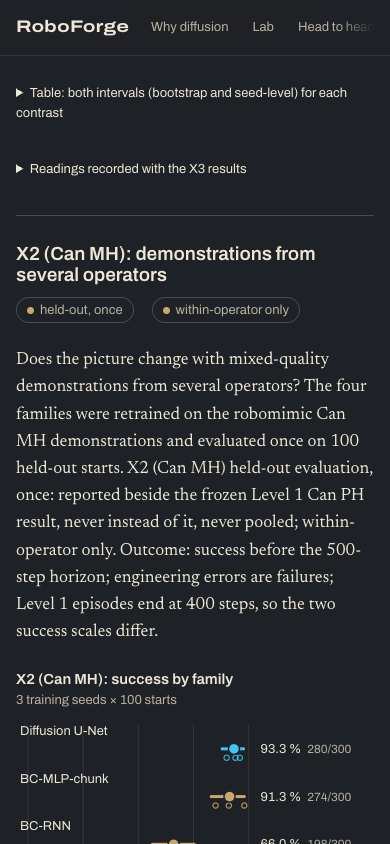 RoboForge Why diffusion Lab Head to head
▶ Table: both intervals (bootstrap and seed-level) for each
contrast
▶ Readings recorded with the X3 results
X2 (Can MH): demonstrations from
several operators
held-out, once within-operator only
Does the picture change with mixed-quality
demonstrations from several operators? The four
families were retrained on the robomimic Can
MH demonstrations and evaluated once on 100
held-out starts. X2 (Can MH) held-out evaluation,
once: reported beside the frozen Level 1 Can PH
result, never instead of it, never pooled; within-
operator only. Outcome: success before the 500-
step horizon; engineering errors are failures;
Level 1 episodes end at 400 steps, so the two
success scales differ.
X2 (Can MH): success by family
3 training seeds × 100 starts
Diffusion U-Net
93.3 % 280/300
BC-MLP-chunk
91.3 % 274/300
BC-RNN
66.0 % 198/300